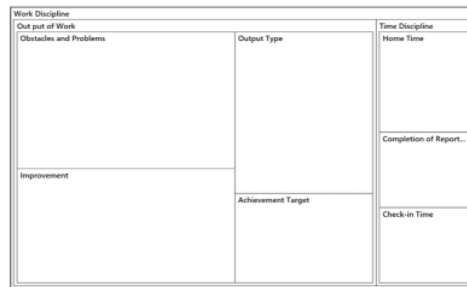 Work Discipline
Out put of Work
Obstacles and Problems
Improvement
Output Type
Achievement Target
Time Discipline
Home Time
Completion of Report...
Check-in Time